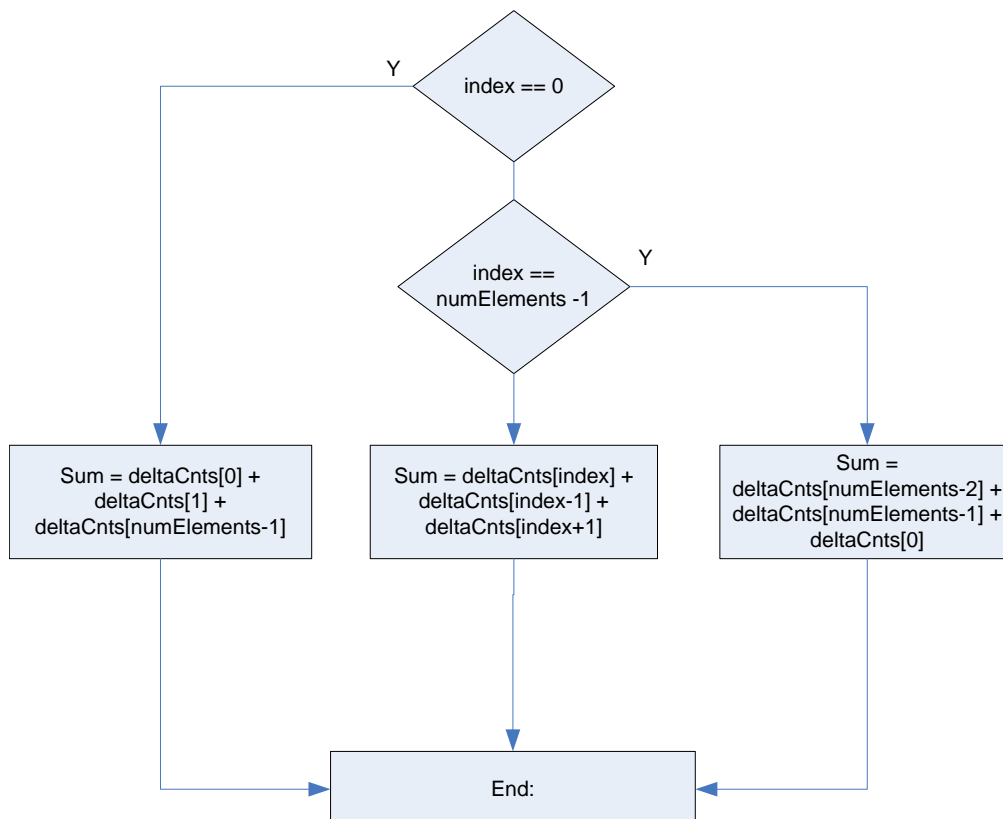 Y
index == 0
index ==
numElements -1
Y
Sum = deltaCnts[0] +
deltaCnts[1] +
deltaCnts[numElements-1]
Sum = deltaCnts[index] +
deltaCnts[index-1] +
deltaCnts[index+1]
Sum =
deltaCnts[numElements-2] +
deltaCnts[numElements-1] +
deltaCnts[0]
End: